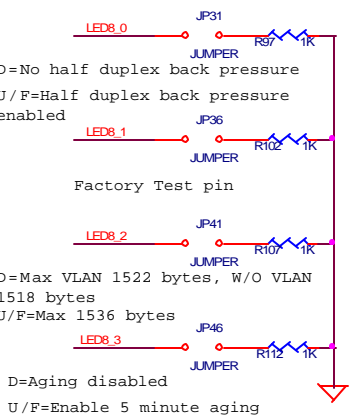 JP31
LED8_0
R97 1K
JUMPER
D=No half duplex back pressure
U/F=Half duplex back pressure
enabled
JP36
LED8_1
R102 1K
JUMPER
Factory Test pin
JP41
LED8_2
R107 1K
JUMPER
D=Max VLAN 1522 bytes, W/O VLAN
1518 bytes
U/F=Max 1536 bytes
JP46
LED8_3
R112 1K
JUMPER
D=Aging disabled
U/F=Enable 5 minute aging